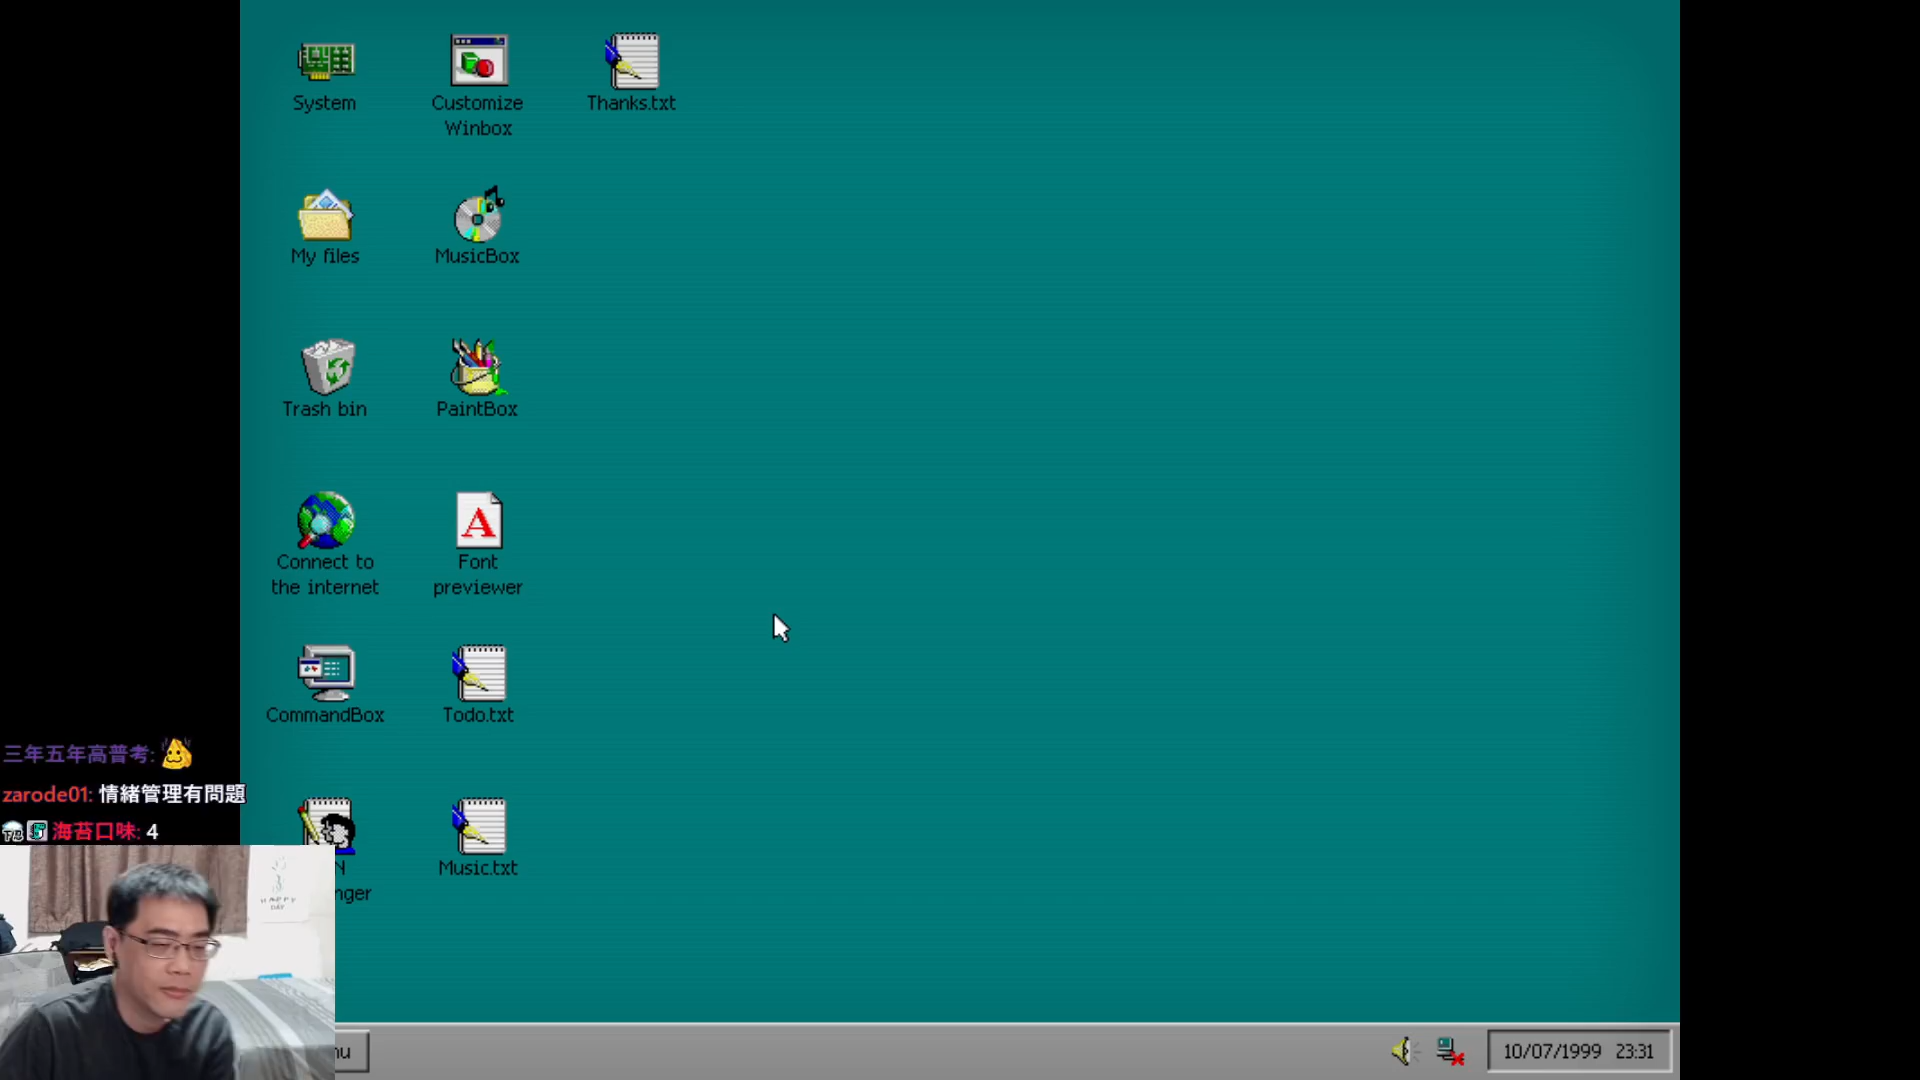 System
Customize
Winbox
Thanks.txt
My files
MusicBox
Trash bin
PaintBox
Connect to
the internet
Font
previewer
CommandBox
Todo.txt
三年五年高普考:
zarode01: 情緒管理有問題
海苔口味: 4
Music.txt
HAPPY
DAY
10/07/1999 23:31